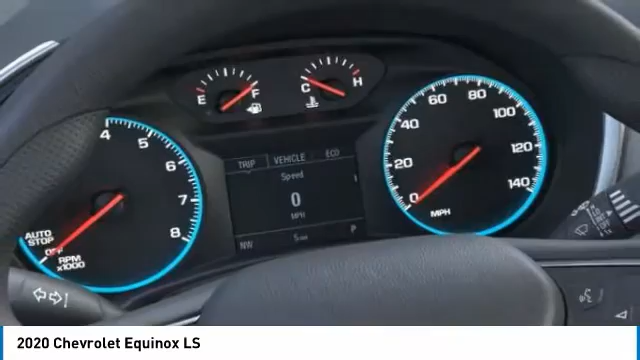 E
F
C
H
4
5
6
7
8
AUTO
STOP
OFF
RPM
x1000
TRIP VEHICLE ECO
Speed
0
MPH
NW
P
0
20
40
60
80
100
120
140
MPH
2020 Chevrolet Equinox LS